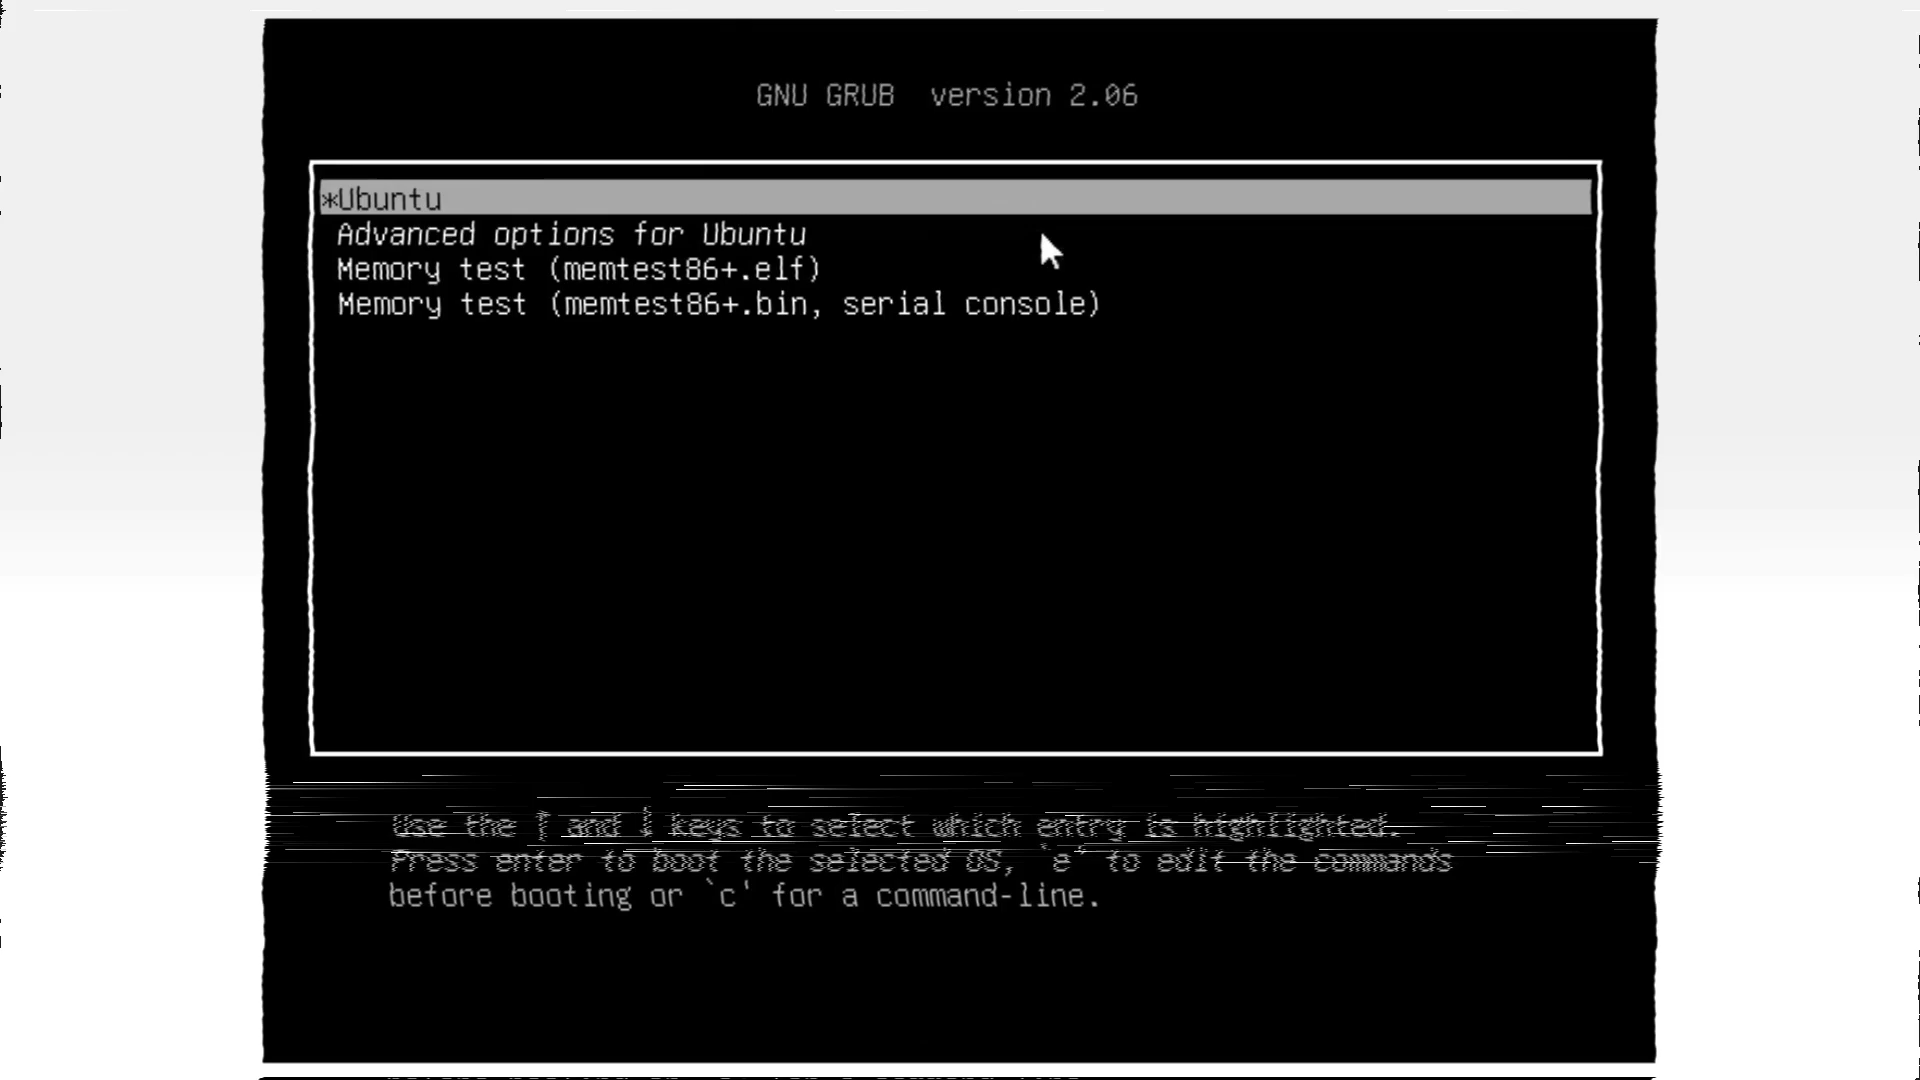 GNU GRUB  version 2.06
*Ubuntu
Advanced options for Ubuntu
Memory test (memtest86+.elf)
Memory test (memtest86+.bin, serial console)
Use the ↑ and ↓ keys to select which entry is highlighted.
Press enter to boot the selected OS, `e' to edit the commands
before booting or `c' for a command-line.